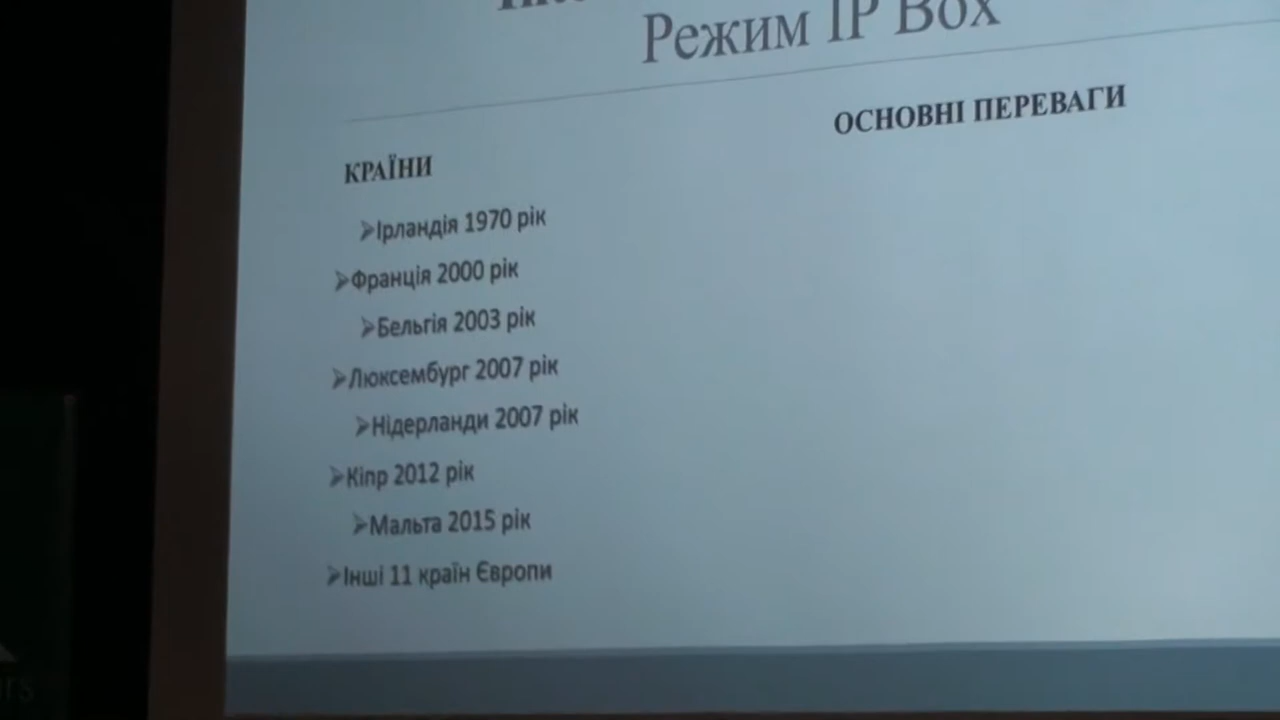 Режим IP Box
ОСНОВНІ ПЕРЕВАГИ
КРАЇНИ
➢Ірландія 1970 рік
➢Франція 2000 рік
➢Бельгія 2003 рік
➢Люксембург 2007 рік
➢Нідерланди 2007 рік
➢Кіпр 2012 рік
➢Мальта 2015 рік
➢Інші 11 країн Європи